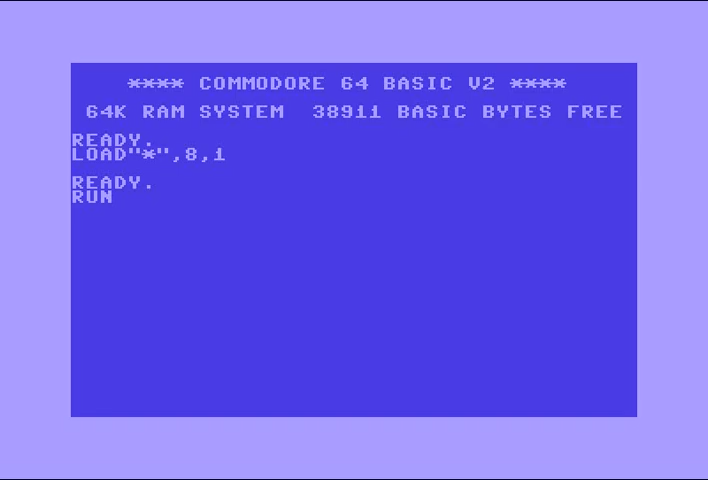 **** COMMODORE 64 BASIC V2 ****
64K RAM SYSTEM  38911 BASIC BYTES FREE
READY.
LOAD"*",8,1
READY.
RUN